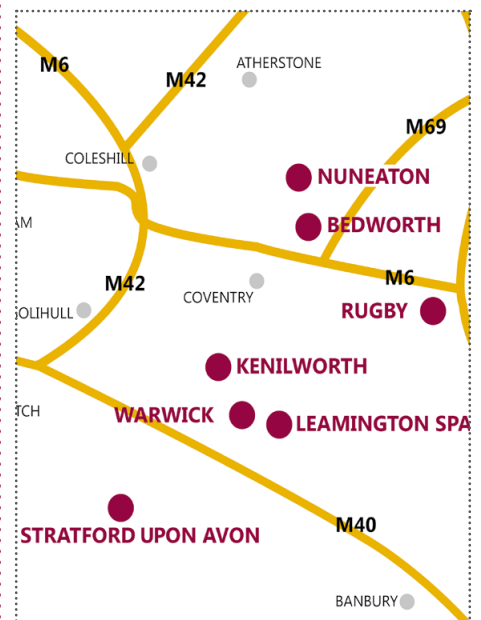 ATHERSTONE
M6
M42
M69
COLESHILL
NUNEATON
AM
BEDWORTH
M6
M42
COVENTRY
OLIHULL
RUGBY
KENILWORTH
TCH
WARWICK
LEAMINGTON SPA
M40
STRATFORD UPON AVON
BANBURY